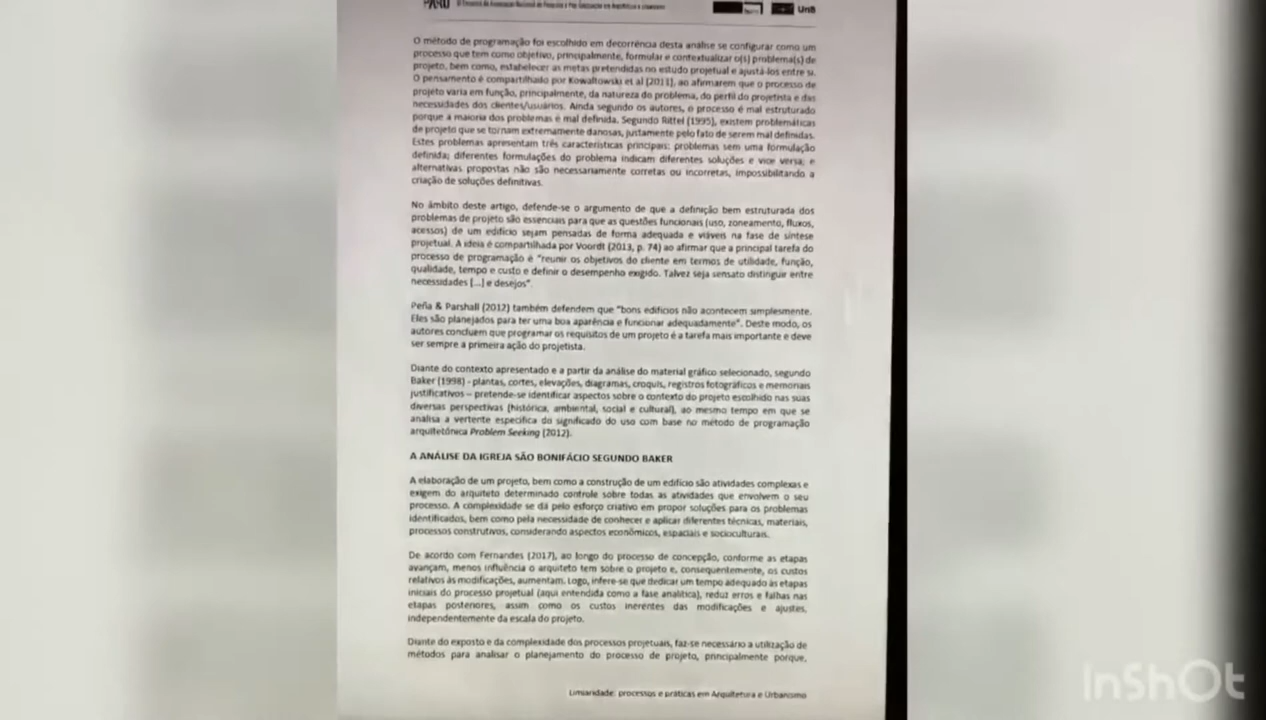 VI Encontro da Associação Nacional de Pesquisa e Pós-Graduação em Arquitetura e Urbanismo
UnB
O método de programação foi escolhido em decorrência desta análise se configurar como um
processo que tem como objetivo, principalmente, formular e contextualizar o(s) problema(s) de
projeto, bem como, estabelecer as metas pretendidas no estudo projetual e ajustá-los entre si.
O pensamento é compartilhado por Kowaltowski et al (2011), ao afirmarem que o processo de
projeto varia em função, principalmente, da natureza do problema, do perfil do projetista e das
necessidades dos clientes/usuários. Ainda segundo os autores, o processo é mal estruturado
porque a maioria dos problemas é mal definida. Segundo Rittel (1995), existem problemáticas
de projeto que se tornam extremamente danosas, justamente pelo fato de serem mal definidas.
Estes problemas apresentam três características principais: problemas sem uma formulação
definida; diferentes formulações do problema indicam diferentes soluções e vice versa; e
alternativas propostas não são necessariamente corretas ou incorretas, impossibilitando a
criação de soluções definitivas.
No âmbito deste artigo, defende-se o argumento de que a definição bem estruturada dos
problemas de projeto são essenciais para que as questões funcionais (uso, zoneamento, fluxos,
acessos) de um edifício sejam pensadas de forma adequada e viáveis na fase de síntese
projetual. A ideia é compartilhada por Voordt (2013, p. 74) ao afirmar que a principal tarefa do
processo de programação é "reunir os objetivos do cliente em termos de utilidade, função,
qualidade, tempo e custo e definir o desempenho exigido. Talvez seja sensato distinguir entre
necessidades [...] e desejos".
Peña & Parshall (2012) também defendem que "bons edifícios não acontecem simplesmente.
Eles são planejados para ter uma boa aparência e funcionar adequadamente". Deste modo, os
autores concluem que programar os requisitos de um projeto é a tarefa mais importante e deve
ser sempre a primeira ação do projetista.
Diante do contexto apresentado e a partir da análise do material gráfico selecionado, segundo
Baker (1998) - plantas, cortes, elevações, diagramas, croquis, registros fotográficos e memoriais
justificativos – pretende-se identificar aspectos sobre o contexto do projeto escolhido nas suas
diversas perspectivas (histórica, ambiental, social e cultural), ao mesmo tempo em que se
analisa a vertente específica do significado do uso com base no método de programação
arquitetônica Problem Seeking (2012).
A ANÁLISE DA IGREJA SÃO BONIFÁCIO SEGUNDO BAKER
A elaboração de um projeto, bem como a construção de um edifício são atividades complexas e
exigem do arquiteto determinado controle sobre todas as atividades que envolvem o seu
processo. A complexidade se dá pelo esforço criativo em propor soluções para os problemas
identificados, bem como pela necessidade de conhecer e aplicar diferentes técnicas, materiais,
processos construtivos, considerando aspectos econômicos, espaciais e socioculturais.
De acordo com Fernandes (2017), ao longo do processo de concepção, conforme as etapas
avançam, menos influência o arquiteto tem sobre o projeto e, consequentemente, os custos
relativos às modificações, aumentam. Logo, infere-se que dedicar um tempo adequado às etapas
iniciais do processo projetual (aqui entendida como a fase analítica), reduz erros e falhas nas
etapas posteriores, assim como os custos inerentes das modificações e ajustes,
independentemente da escala do projeto.
Diante do exposto e da complexidade dos processos projetuais, faz-se necessário a utilização de
métodos para analisar o planejamento do processo de projeto, principalmente porque,
Limiaridade: processos e práticas em Arquitetura e Urbanismo
InShOt